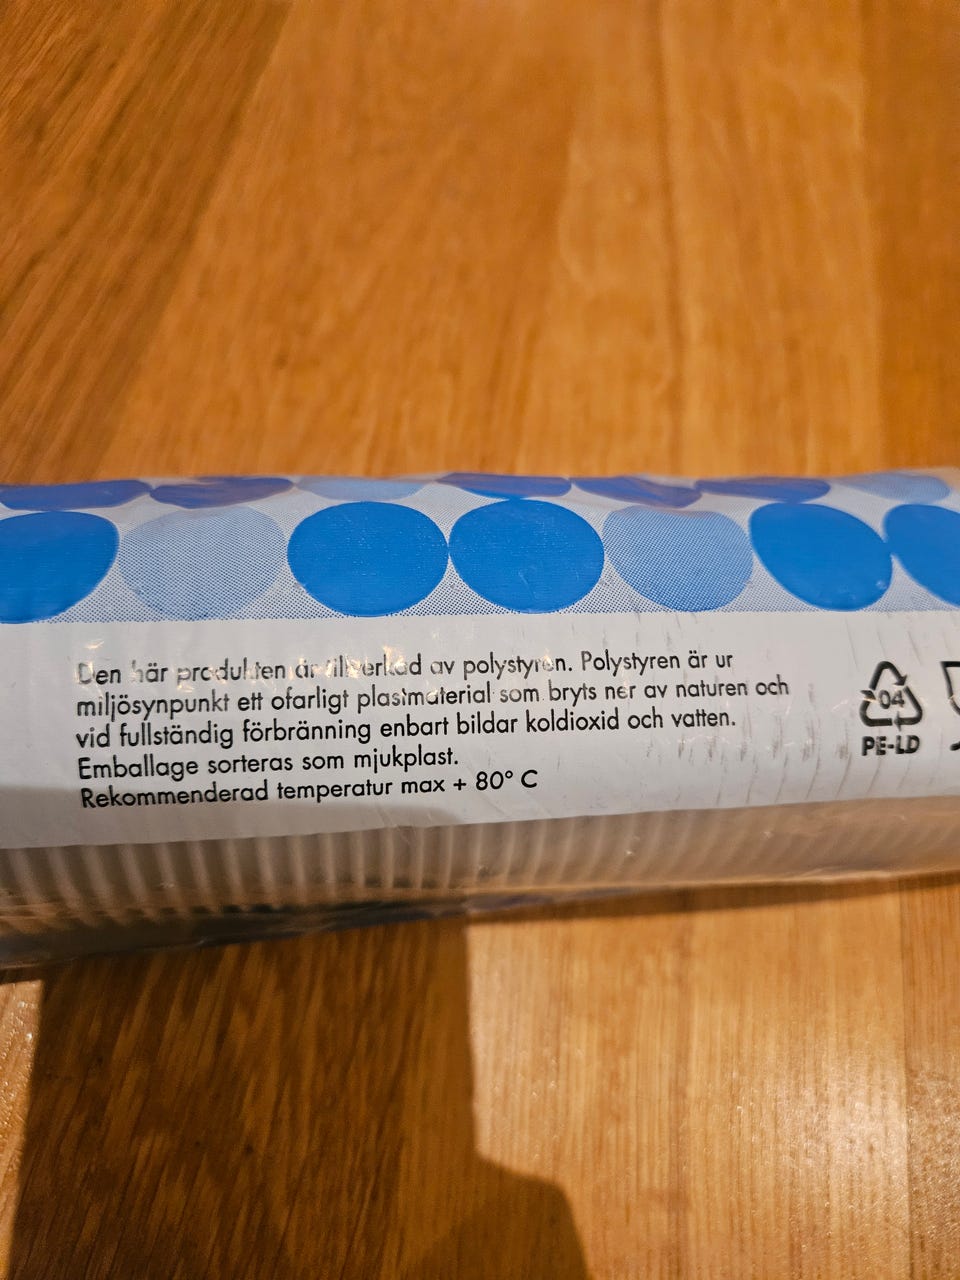 Den här produkten är tillverkad av polystyren. Polystyren är ur
miljösynpunkt ett ofarligt plastmaterial som bryts ner av naturen och
vid fullständig förbränning enbart bildar koldioxid och vatten.
Emballage sorteras som mjukplast.
Rekommenderad temperatur max + 80° C
04
PE-LD